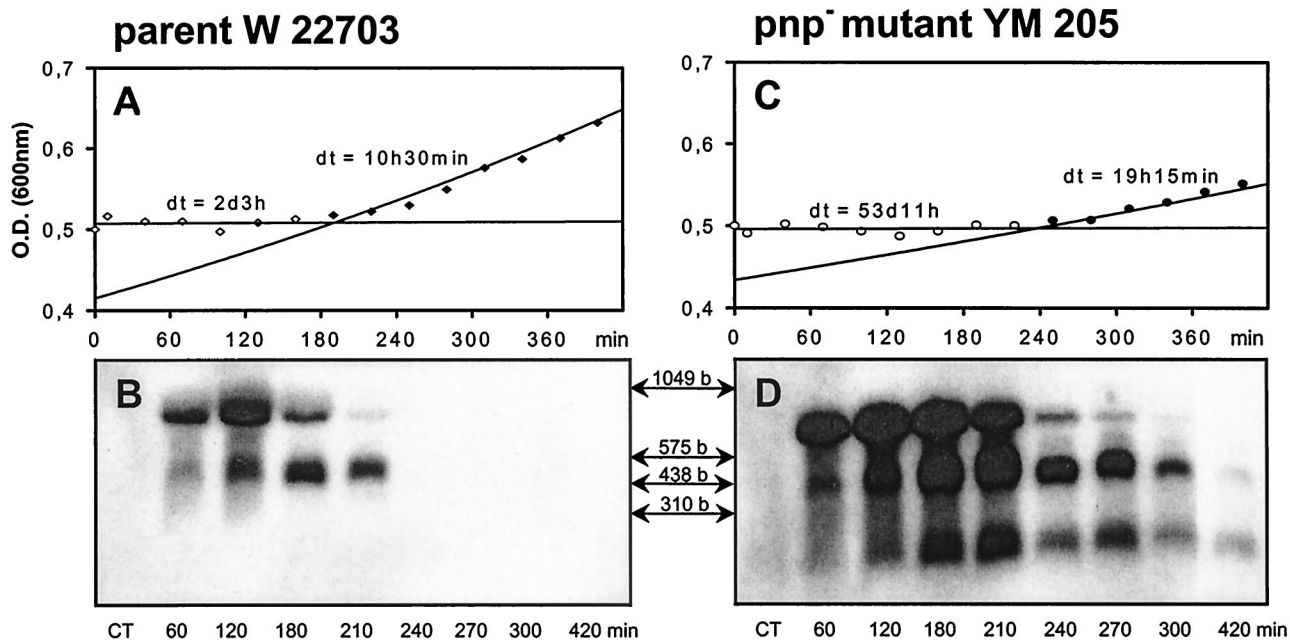 parent W 22703
pnp⁻ mutant YM 205
A
O.D. (600nm)
0,7
0,6
0,5
0,4
dt = 10h30min
dt = 2d3h
0 60 120 180 240 300 360 min
C
0,7
0,6
0,5
0,4
dt = 19h15min
dt = 53d11h
0 60 120 180 240 300 360 min
B
1049 b
575 b
438 b
310 b
D
CT 60 120 180 210 240 270 300 420 min
CT 60 120 180 210 240 270 300 420 min